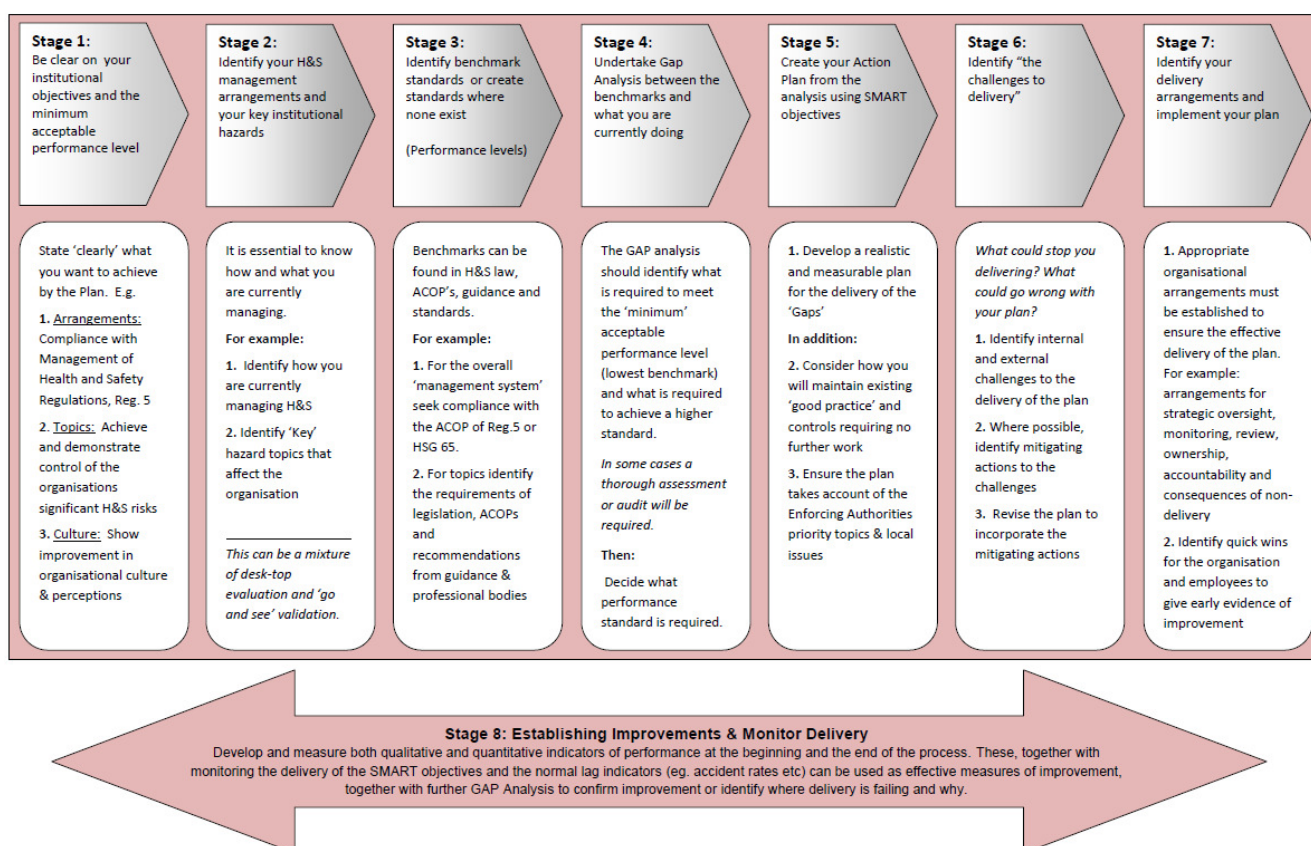 Stage 1:
Be clear on your
institutional
objectives and the
minimum
acceptable
performance level
Stage 2:
Identify your H&S
management
arrangements and
your key institutional
hazards
Stage 3:
Identify benchmark
standards or create
standards where
none exist
(Performance levels)
Stage 4:
Undertake Gap
Analysis between the
benchmarks and
what you are
currently doing
Stage 5:
Create your Action
Plan from the
analysis using SMART
objectives
Stage 6:
Identify “the
challenges to
delivery”
Stage 7:
Identify your
delivery
arrangements and
implement your plan
State ‘clearly’ what
you want to achieve
by the Plan. E.g.
1. Arrangements:
Compliance with
Management of
Health and Safety
Regulations, Reg. 5
2. Topics: Achieve
and demonstrate
control of the
organisations
significant H&S risks
3. Culture: Show
improvement in
organisational culture
& perceptions
It is essential to know
how and what you
are currently
managing.
For example:
1. Identify how you
are currently
managing H&S
2. Identify ‘Key’
hazard topics that
affect the
organisation
This can be a mixture
of desk-top
evaluation and ‘go
and see’ validation.
Benchmarks can be
found in H&S law,
ACOP’s, guidance and
standards.
For example:
1. For the overall
‘management system’
seek compliance with
the ACOP of Reg.5 or
HSG 65.
2. For topics identify
the requirements of
legislation, ACOPs
and
recommendations
from guidance &
professional bodies
The GAP analysis
should identify what
is required to meet
the ‘minimum’
acceptable
performance level
(lowest benchmark)
and what is required
to achieve a higher
standard.
In some cases a
thorough assessment
or audit will be
required.
Then:
Decide what
performance
standard is required.
1. Develop a realistic
and measurable plan
for the delivery of the
‘Gaps’
In addition:
2. Consider how you
will maintain existing
‘good practice’ and
controls requiring no
further work
3. Ensure the plan
takes account of the
Enforcing Authorities
priority topics & local
issues
What could stop you
delivering? What
could go wrong with
your plan?
1. Identify internal
and external
challenges to the
delivery of the plan
2. Where possible,
identify mitigating
actions to the
challenges
3. Revise the plan to
incorporate the
mitigating actions
1. Appropriate
organisational
arrangements must
be established to
ensure the effective
delivery of the plan.
For example:
arrangements for
strategic oversight,
monitoring, review,
ownership,
accountability and
consequences of non-
delivery
2. Identify quick wins
for the organisation
and employees to
give early evidence of
improvement
Stage 8: Establishing Improvements & Monitor Delivery
Develop and measure both qualitative and quantitative indicators of performance at the beginning and the end of the process. These, together with
monitoring the delivery of the SMART objectives and the normal lag indicators (eg. accident rates etc) can be used as effective measures of improvement,
together with further GAP Analysis to confirm improvement or identify where delivery is failing and why.